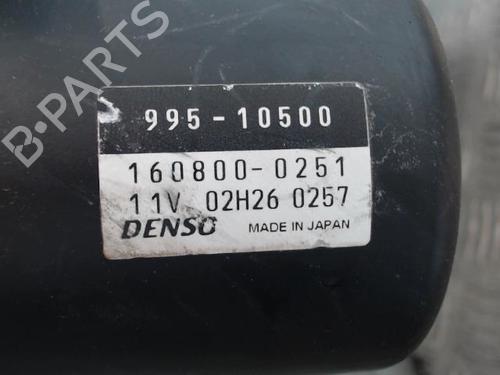 995-10500
160800-0251
11V 02H26 0257
DENSO MADE IN JAPAN
B-PARTS